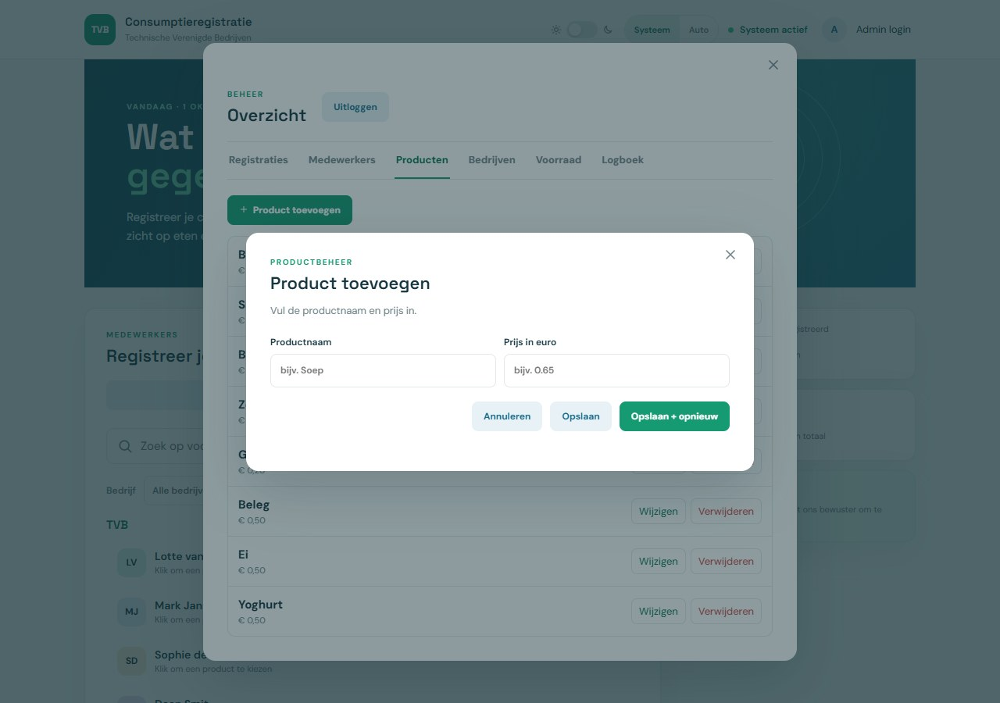 TVB
Consumptieregistratie
Technische Verenigde Bedrijven
Systeem
Auto
Systeem actief
A
Admin login
VANDAAG · 1 OK
Wat
gege
Registreer je c
zicht op eten e
BEHEER
Overzicht
Uitloggen
Registraties
Medewerkers
Producten
Bedrijven
Voorraad
Logboek
+ Product toevoegen
PRODUCTBEHEER
Product toevoegen
Vul de productnaam en prijs in.
Productnaam
Prijs in euro
bijv. Soep
bijv. 0.65
Annuleren
Opslaan
Opslaan + opnieuw
€ 0,20
Beleg
€ 0,50
Wijzigen
Verwijderen
Ei
€ 0,50
Wijzigen
Verwijderen
Yoghurt
€ 0,50
Wijzigen
Verwijderen
MEDEWERKERS
Registreer je
Zoek op voo
Bedrijf
Alle bedrijv
TVB
LV
Lotte van
Klik om een
MJ
Mark Jan
Klik om een
SD
Sophie de
Klik om een product te kiezen
istreerd
totaal
t ons bewuster om te